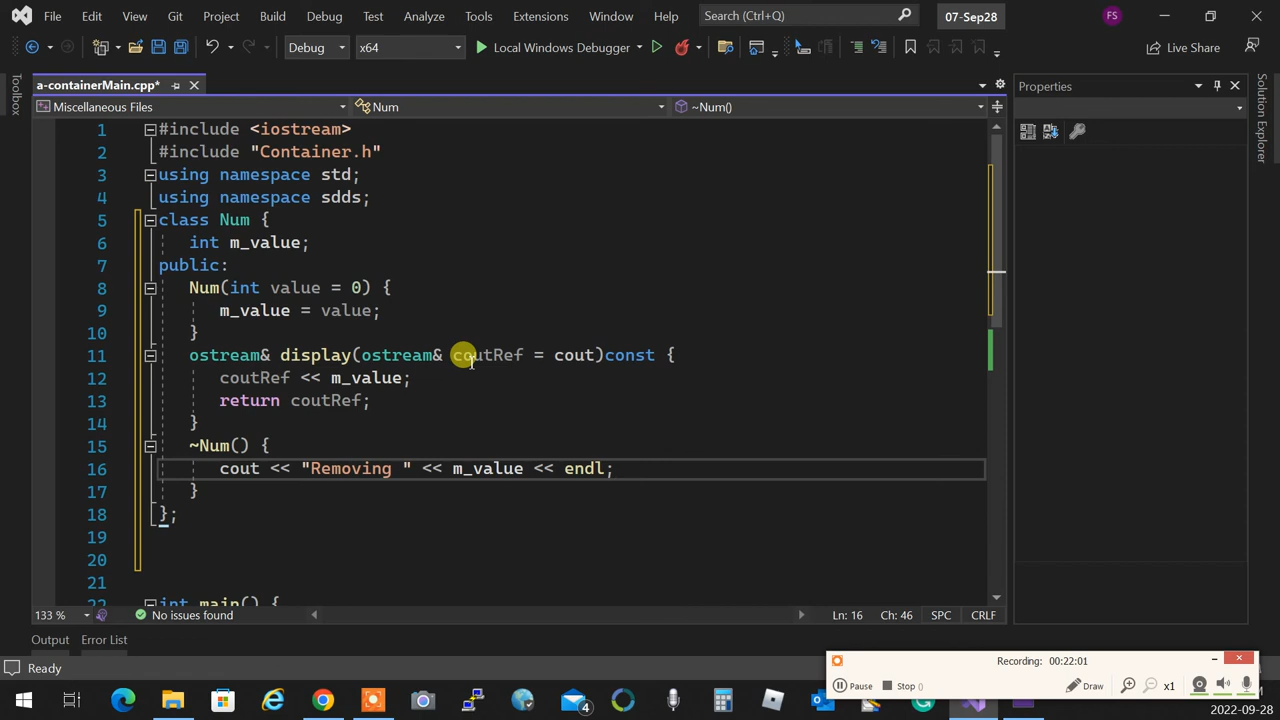 File Edit View Git Project Build Debug Test Analyze Tools Extensions Window Help Search (Ctrl+Q) 07-Sep28 FS
Debug x64 Local Windows Debugger Live Share
a-containerMain.cpp*
Properties
Miscellaneous Files Num ~Num()
Toolbox
Solution Explorer
1 #include <iostream>
2 #include "Container.h"
3 using namespace std;
4 using namespace sdds;
5 class Num {
6 int m_value;
7 public:
8 Num(int value = 0) {
9 m_value = value;
10 }
11 ostream& display(ostream& coutRef = cout)const {
12 coutRef << m_value;
13 return coutRef;
14 }
15 ~Num() {
16 cout << "Removing " << m_value << endl;
17 }
18 };
19
20
21
22 int main() {
133 % No issues found Ln: 16 Ch: 46 SPC CRLF
Output Error List
Ready
Recording: 00:22:01
Pause Stop () Draw x1
4
2022-09-28